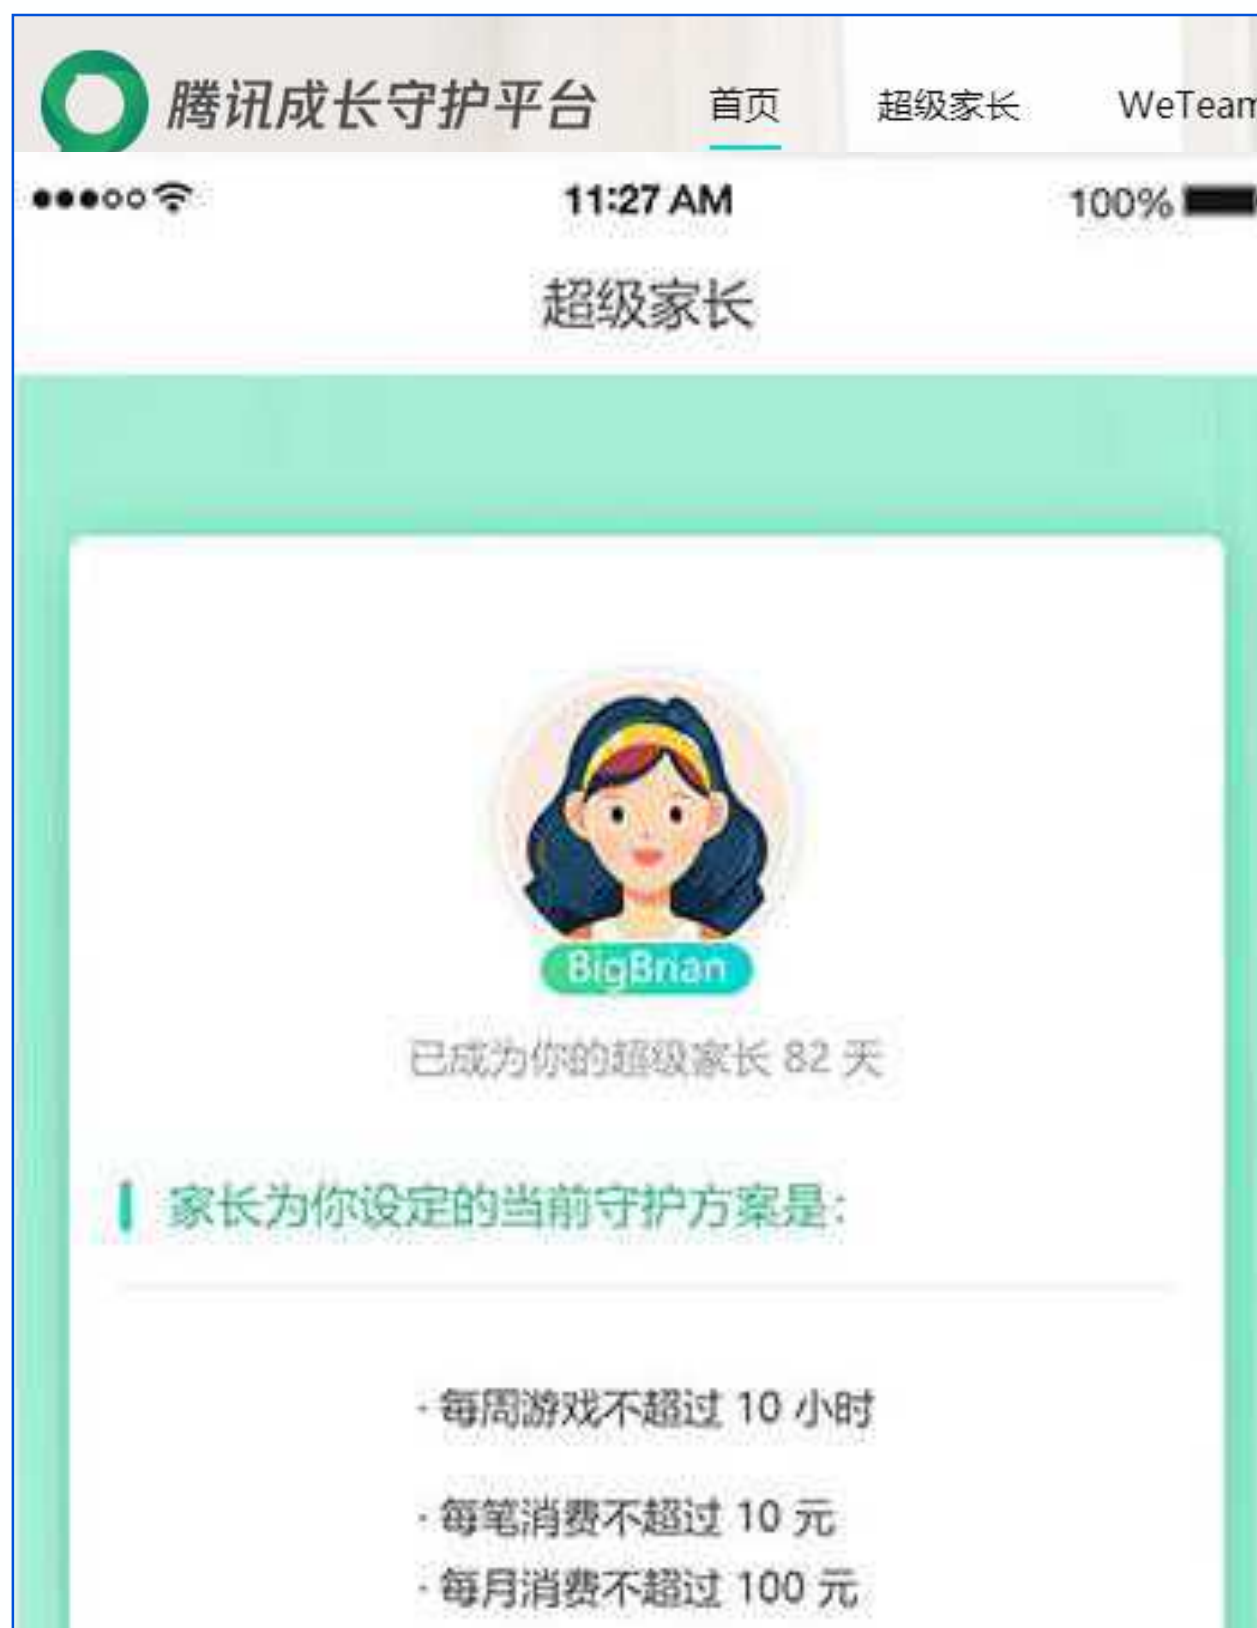 腾讯成长守护平台 首页 超级家长 WeTeam
11:27 AM 100%
超级家长
BigBrian
已成为你的超级家长 82 天
家长为你设定的当前守护方案是：
· 每周游戏不超过 10 小时
· 每笔消费不超过 10 元
· 每月消费不超过 100 元